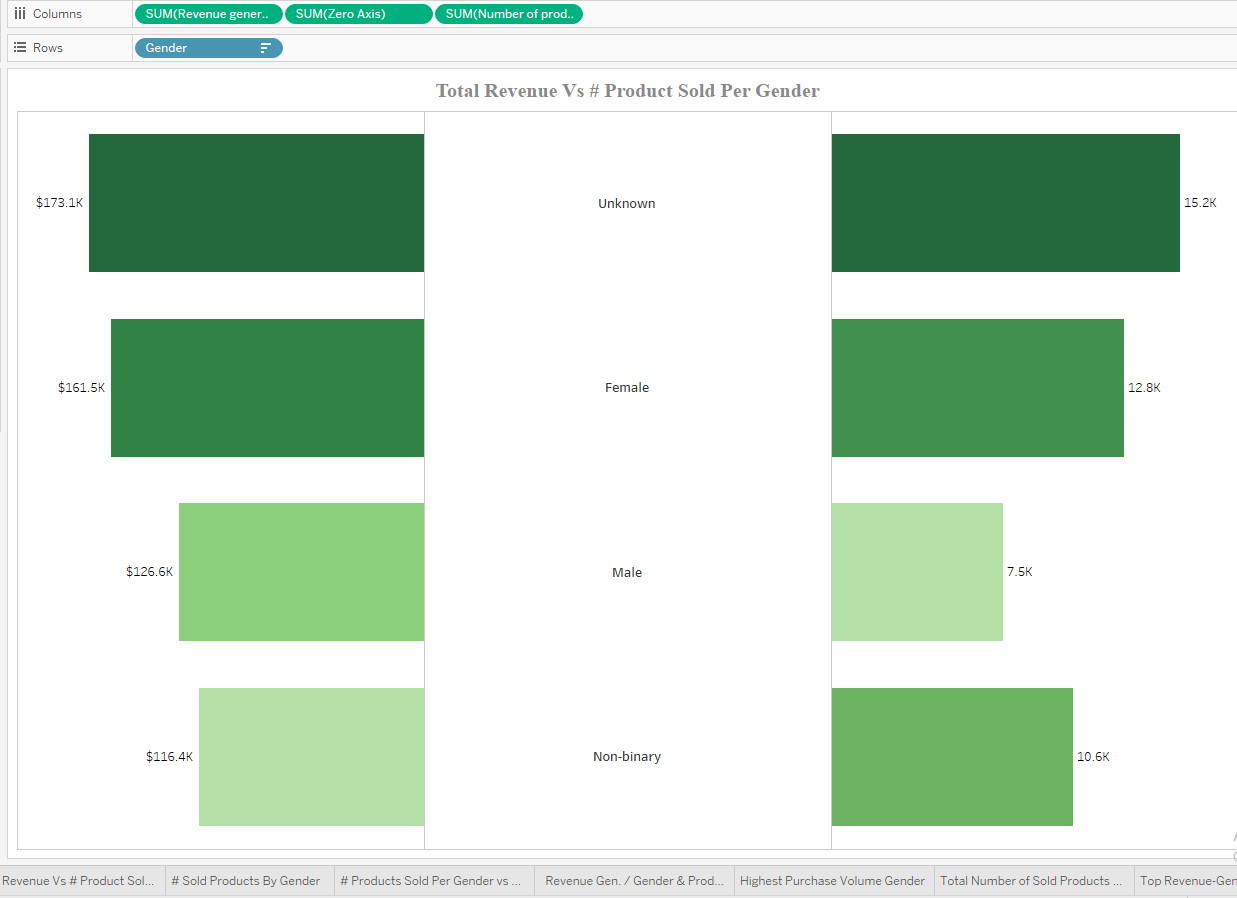 Columns SUM(Revenue gener.. SUM(Zero Axis) SUM(Number of prod..
Rows Gender
Total Revenue Vs # Product Sold Per Gender
$173.1K Unknown 15.2K
$161.5K Female 12.8K
$126.6K Male 7.5K
$116.4K Non-binary 10.6K
Revenue Vs # Product Sol... # Sold Products By Gender # Products Sold Per Gender vs ... Revenue Gen. / Gender & Prod... Highest Purchase Volume Gender Total Number of Sold Products ... Top Revenue-Gen